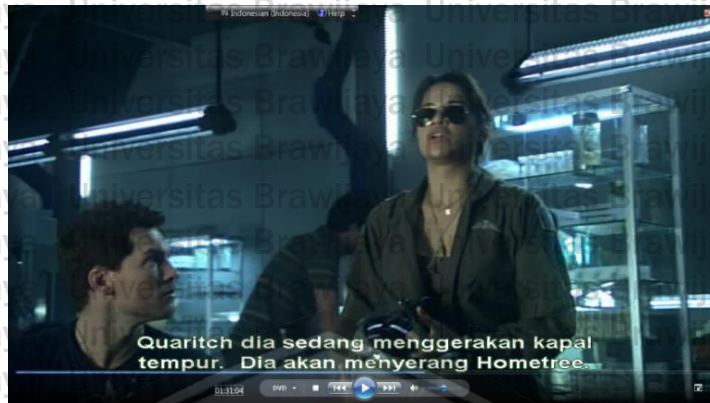 IN Indonesian (Indonesia) Help
Universitas Brawijaya
Quaritch dia sedang menggerakan kapal
tempur. Dia akan menyerang Hometree.
01:31:04
DVD